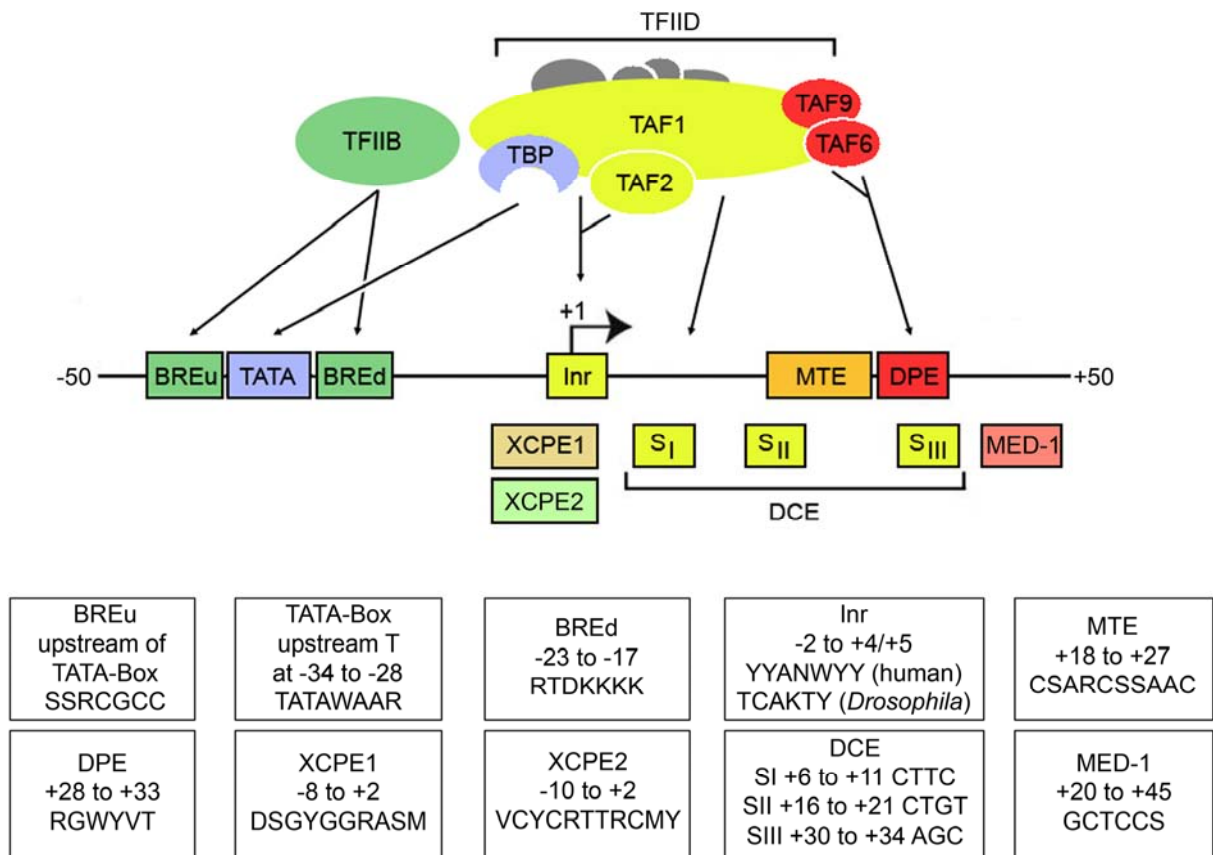 TFIID
TFIIB
TAF1
TAF9
TAF6
TBP
TAF2
+1
-50
BREu
TATA
BREd
Inr
MTE
DPE
+50
XCPE1
SI
SII
SIII
MED-1
XCPE2
DCE
BREu
upstream of
TATA-Box
SSRCGCC
TATA-Box
upstream T
at -34 to -28
TATAWAAR
BREd
-23 to -17
RTDKKKK
Inr
-2 to +4/+5
YYANWYY (human)
TCAKTY (Drosophila)
MTE
+18 to +27
CSARCSSAAC
DPE
+28 to +33
RGWYVT
XCPE1
-8 to +2
DSGYGGRASM
XCPE2
-10 to +2
VCYCRTTRCMY
DCE
SI +6 to +11 CTTC
SII +16 to +21 CTGT
SIII +30 to +34 AGC
MED-1
+20 to +45
GCTCCS